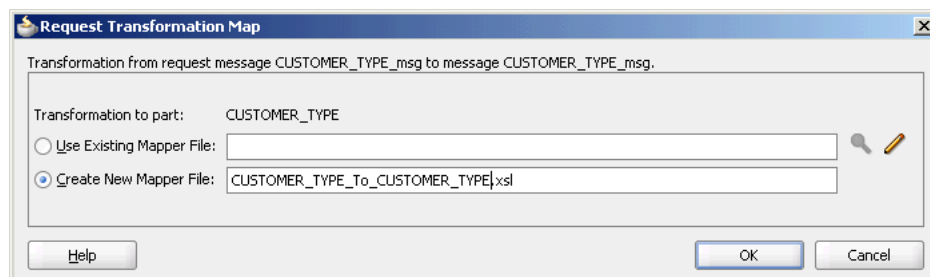 Request Transformation Map
Transformation from request message CUSTOMER_TYPE_msg to message CUSTOMER_TYPE_msg.
Transformation to part: CUSTOMER_TYPE
Use Existing Mapper File:
Create New Mapper File: CUSTOMER_TYPE_To_CUSTOMER_TYPE.xsl
Help OK Cancel